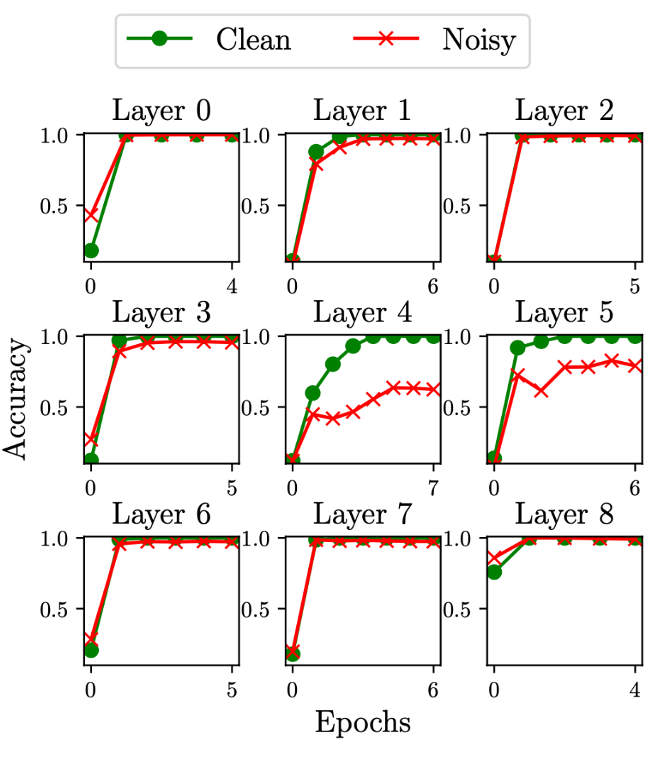 Clean Noisy
Layer 0 Layer 1 Layer 2
1.0 1.0 1.0
0.5 0.5 0.5
0 4 0 6 0 5
Layer 3 Layer 4 Layer 5
1.0 1.0 1.0
0.5 0.5 0.5
0 5 0 7 0 6
Layer 6 Layer 7 Layer 8
1.0 1.0 1.0
0.5 0.5 0.5
0 5 0 6 0 4
Accuracy
Epochs